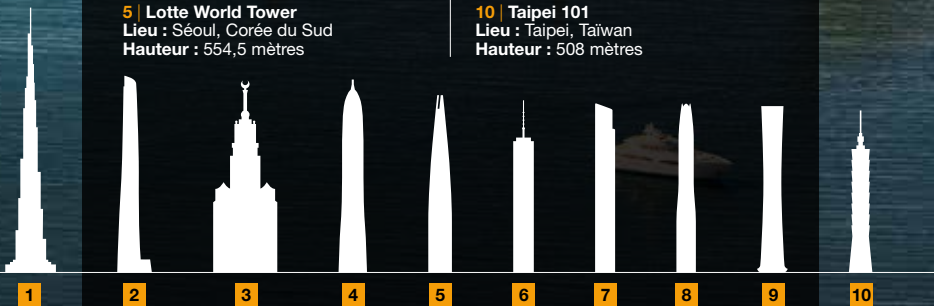 5 | Lotte World Tower
Lieu : Séoul, Corée du Sud
Hauteur : 554,5 mètres
10 | Taipei 101
Lieu : Taipei, Taïwan
Hauteur : 508 mètres
1 2 3 4 5 6 7 8 9 10